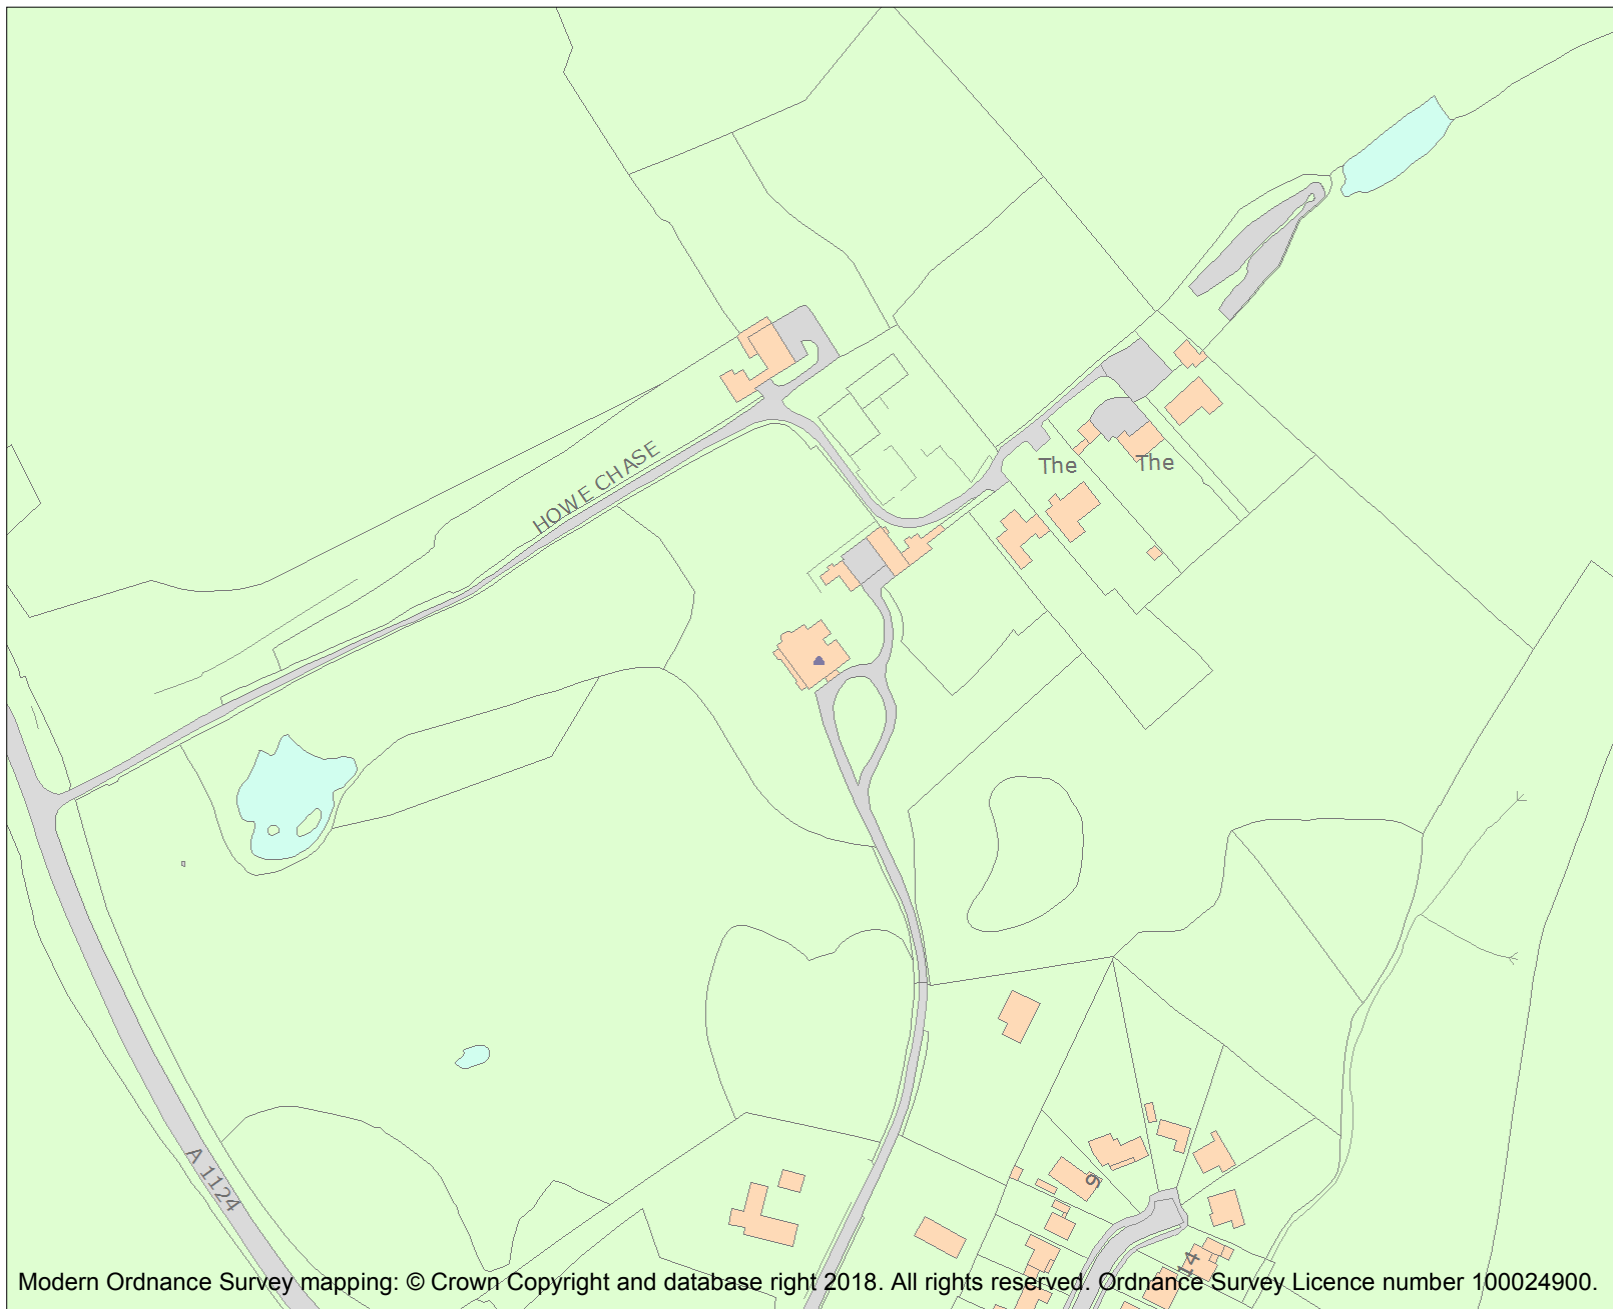 HOWE CHASE
The
The
A 1124
9
14
Modern Ordnance Survey mapping: © Crown Copyright and database right 2018. All rights reserved. Ordnance Survey Licence number 100024900.